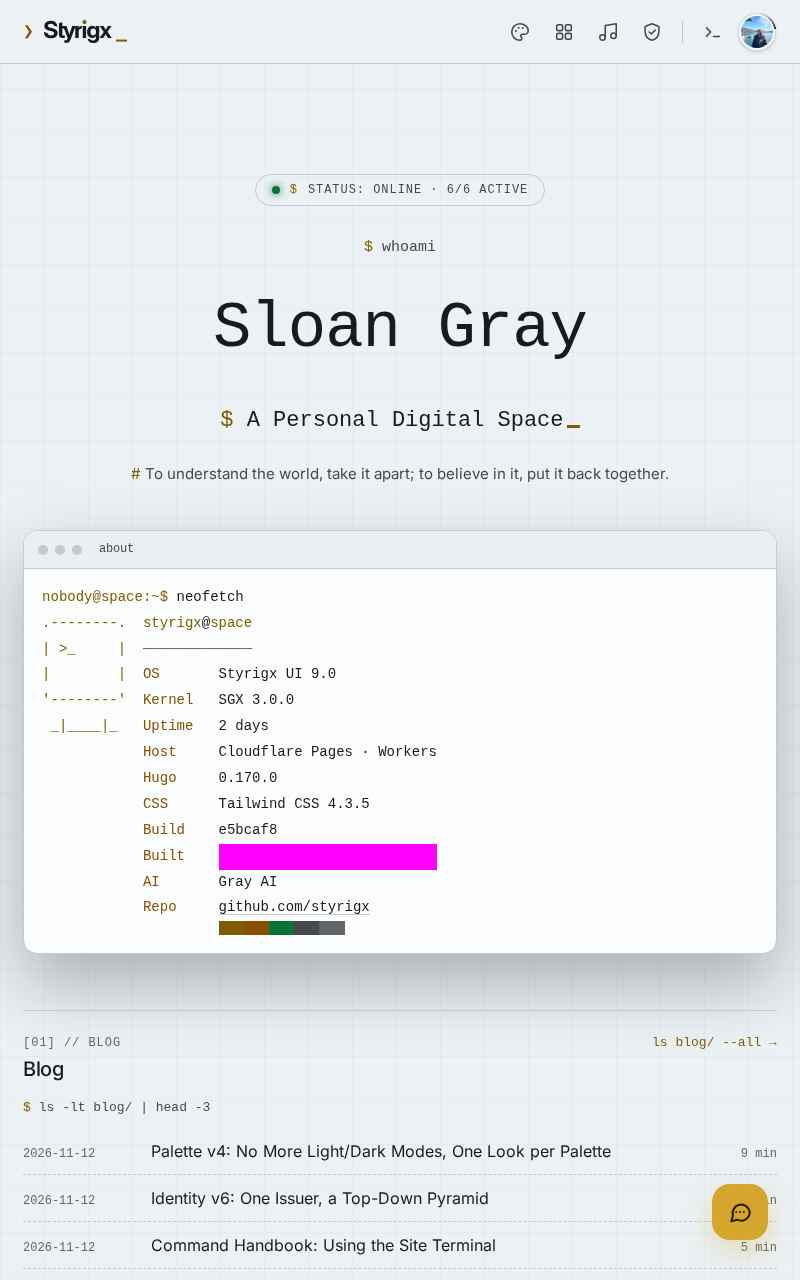 ❯ Styrigx _
$ STATUS: ONLINE · 6/6 ACTIVE
$ whoami
Sloan Gray
$ A Personal Digital Space_
# To understand the world, take it apart; to believe in it, put it back together.
about
nobody@space:~$ neofetch
.--------.  styrigx@space
| >_     |  —————————————
|        |  OS       Styrigx UI 9.0
'--------'  Kernel   SGX 3.0.0
 _|____|_   Uptime   2 days
Host     Cloudflare Pages · Workers
Hugo     0.170.0
CSS      Tailwind CSS 4.3.5
Build    e5bcaf8
Built
AI       Gray AI
Repo     github.com/styrigx
[01] // BLOG
ls blog/ --all →
Blog
$ ls -lt blog/ | head -3
2026-11-12 Palette v4: No More Light/Dark Modes, One Look per Palette 9 min
2026-11-12 Identity v6: One Issuer, a Top-Down Pyramid
2026-11-12 Command Handbook: Using the Site Terminal 5 min